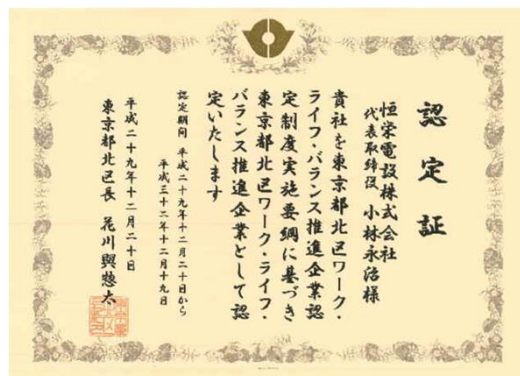 認定証
恒栄電設株式会社
代表取締役 小林永治様
貴社を東京都北区ワーク・
ライフ・バランス推進企業認
定制度実施要綱に基づき
東京都北区ワーク・ライフ・
バランス推進企業として認
定いたします
認定期間 平成二十九年十二月二十日から
平成三十二年十二月十九日
平成二十九年十二月二十日
東京都北区長 花川與惣太